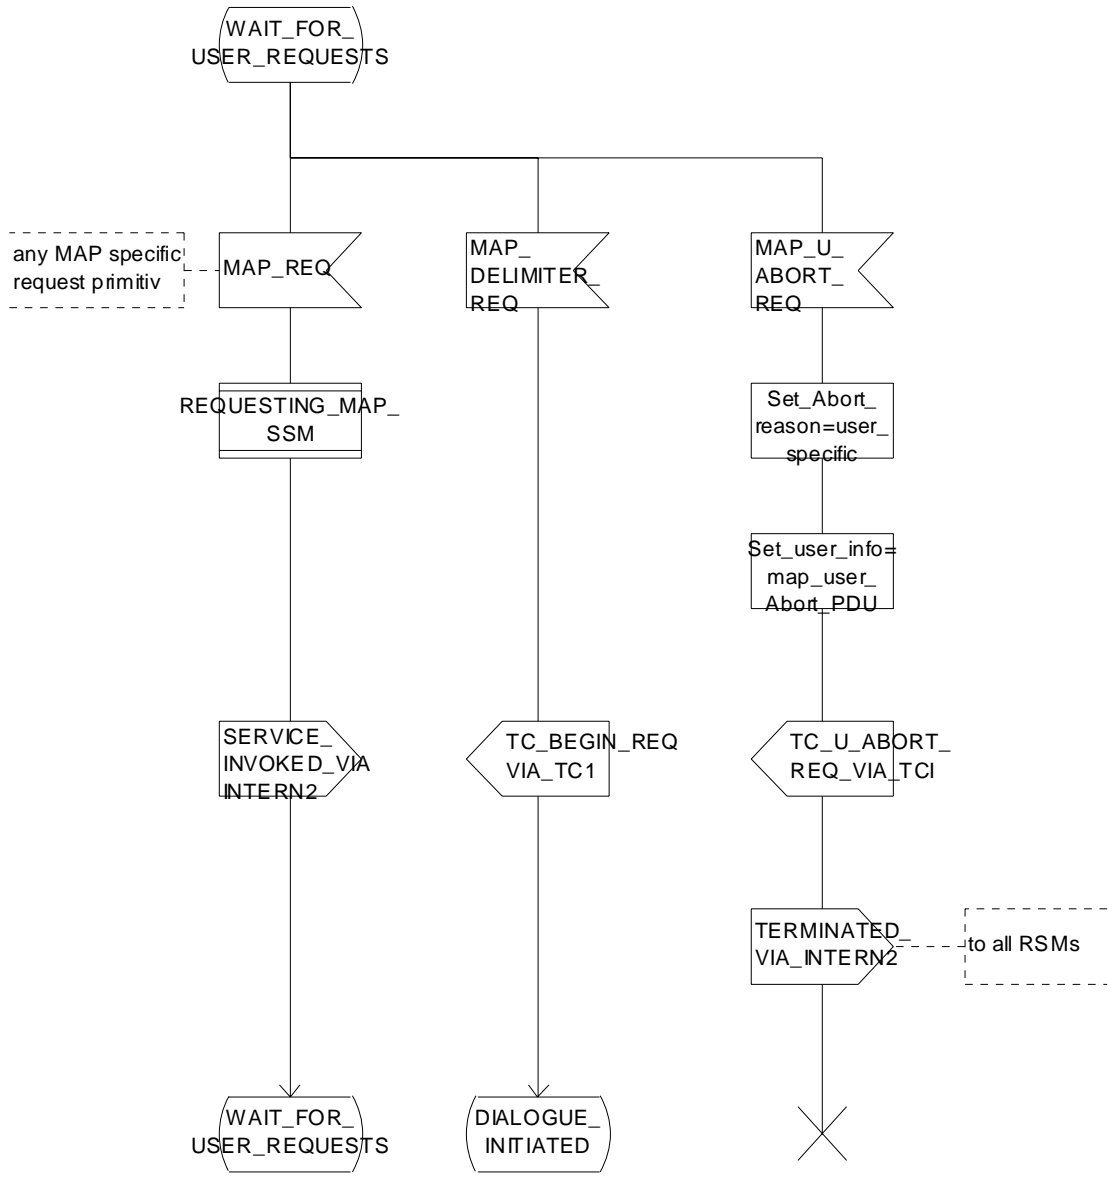 WAIT_FOR_
USER_REQUESTS
any MAP specific
request primitiv
MAP_REQ
MAP_
DELIMITER_
REQ
MAP_U_
ABORT_
REQ
REQUESTING_MAP_
SSM
Set_Abort_
reason=user_
specific
Set_user_info=
map_user_
Abort_PDU
SERVICE_
INVOKED_VIA
INTERN2
TC_BEGIN_REQ
VIA_TC1
TC_U_ABORT_
REQ_VIA_TCI
TERMINATED_
VIA_INTERN2
to all RSMs
WAIT_FOR_
USER_REQUESTS
DIALOGUE_
INITIATED